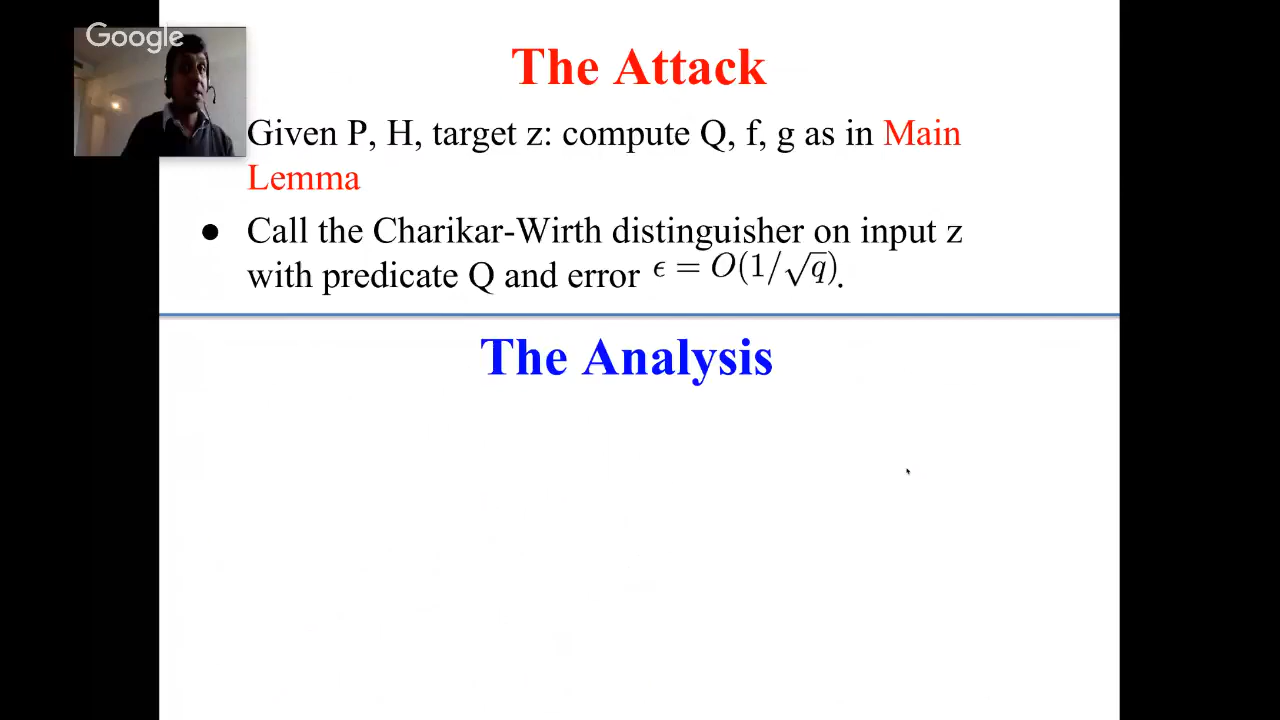 Google
The Attack
Given P, H, target z: compute Q, f, g as in Main
Lemma
● Call the Charikar-Wirth distinguisher on input z
with predicate Q and error ϵ = O(1/√q).
The Analysis